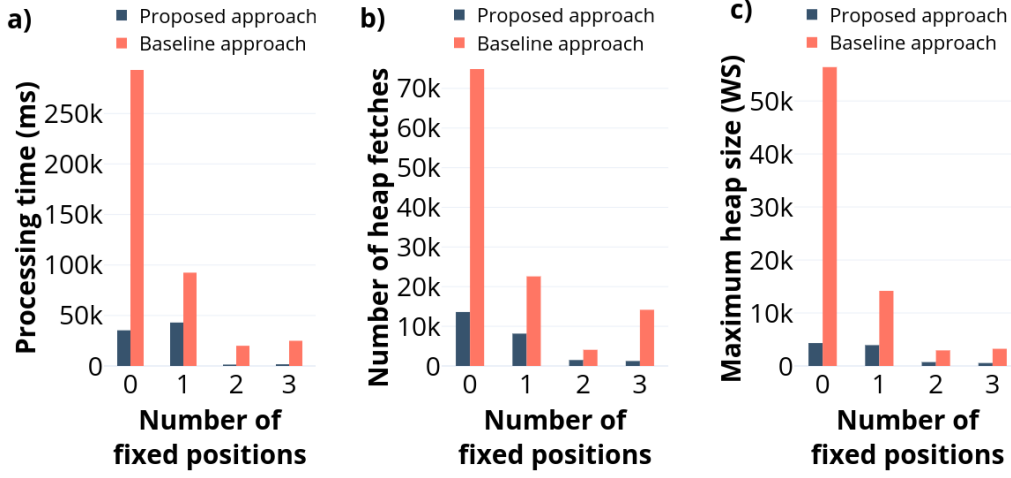 a)
Proposed approach
Baseline approach
Processing time (ms)
250k
200k
150k
100k
50k
0
0 1 2 3
Number of
fixed positions
b)
Proposed approach
Baseline approach
Number of heap fetches
70k
60k
50k
40k
30k
20k
10k
0
0 1 2 3
Number of
fixed positions
c)
Proposed approach
Baseline approach
Maximum heap size (WS)
50k
40k
30k
20k
10k
0
0 1 2 3
Number of
fixed positions